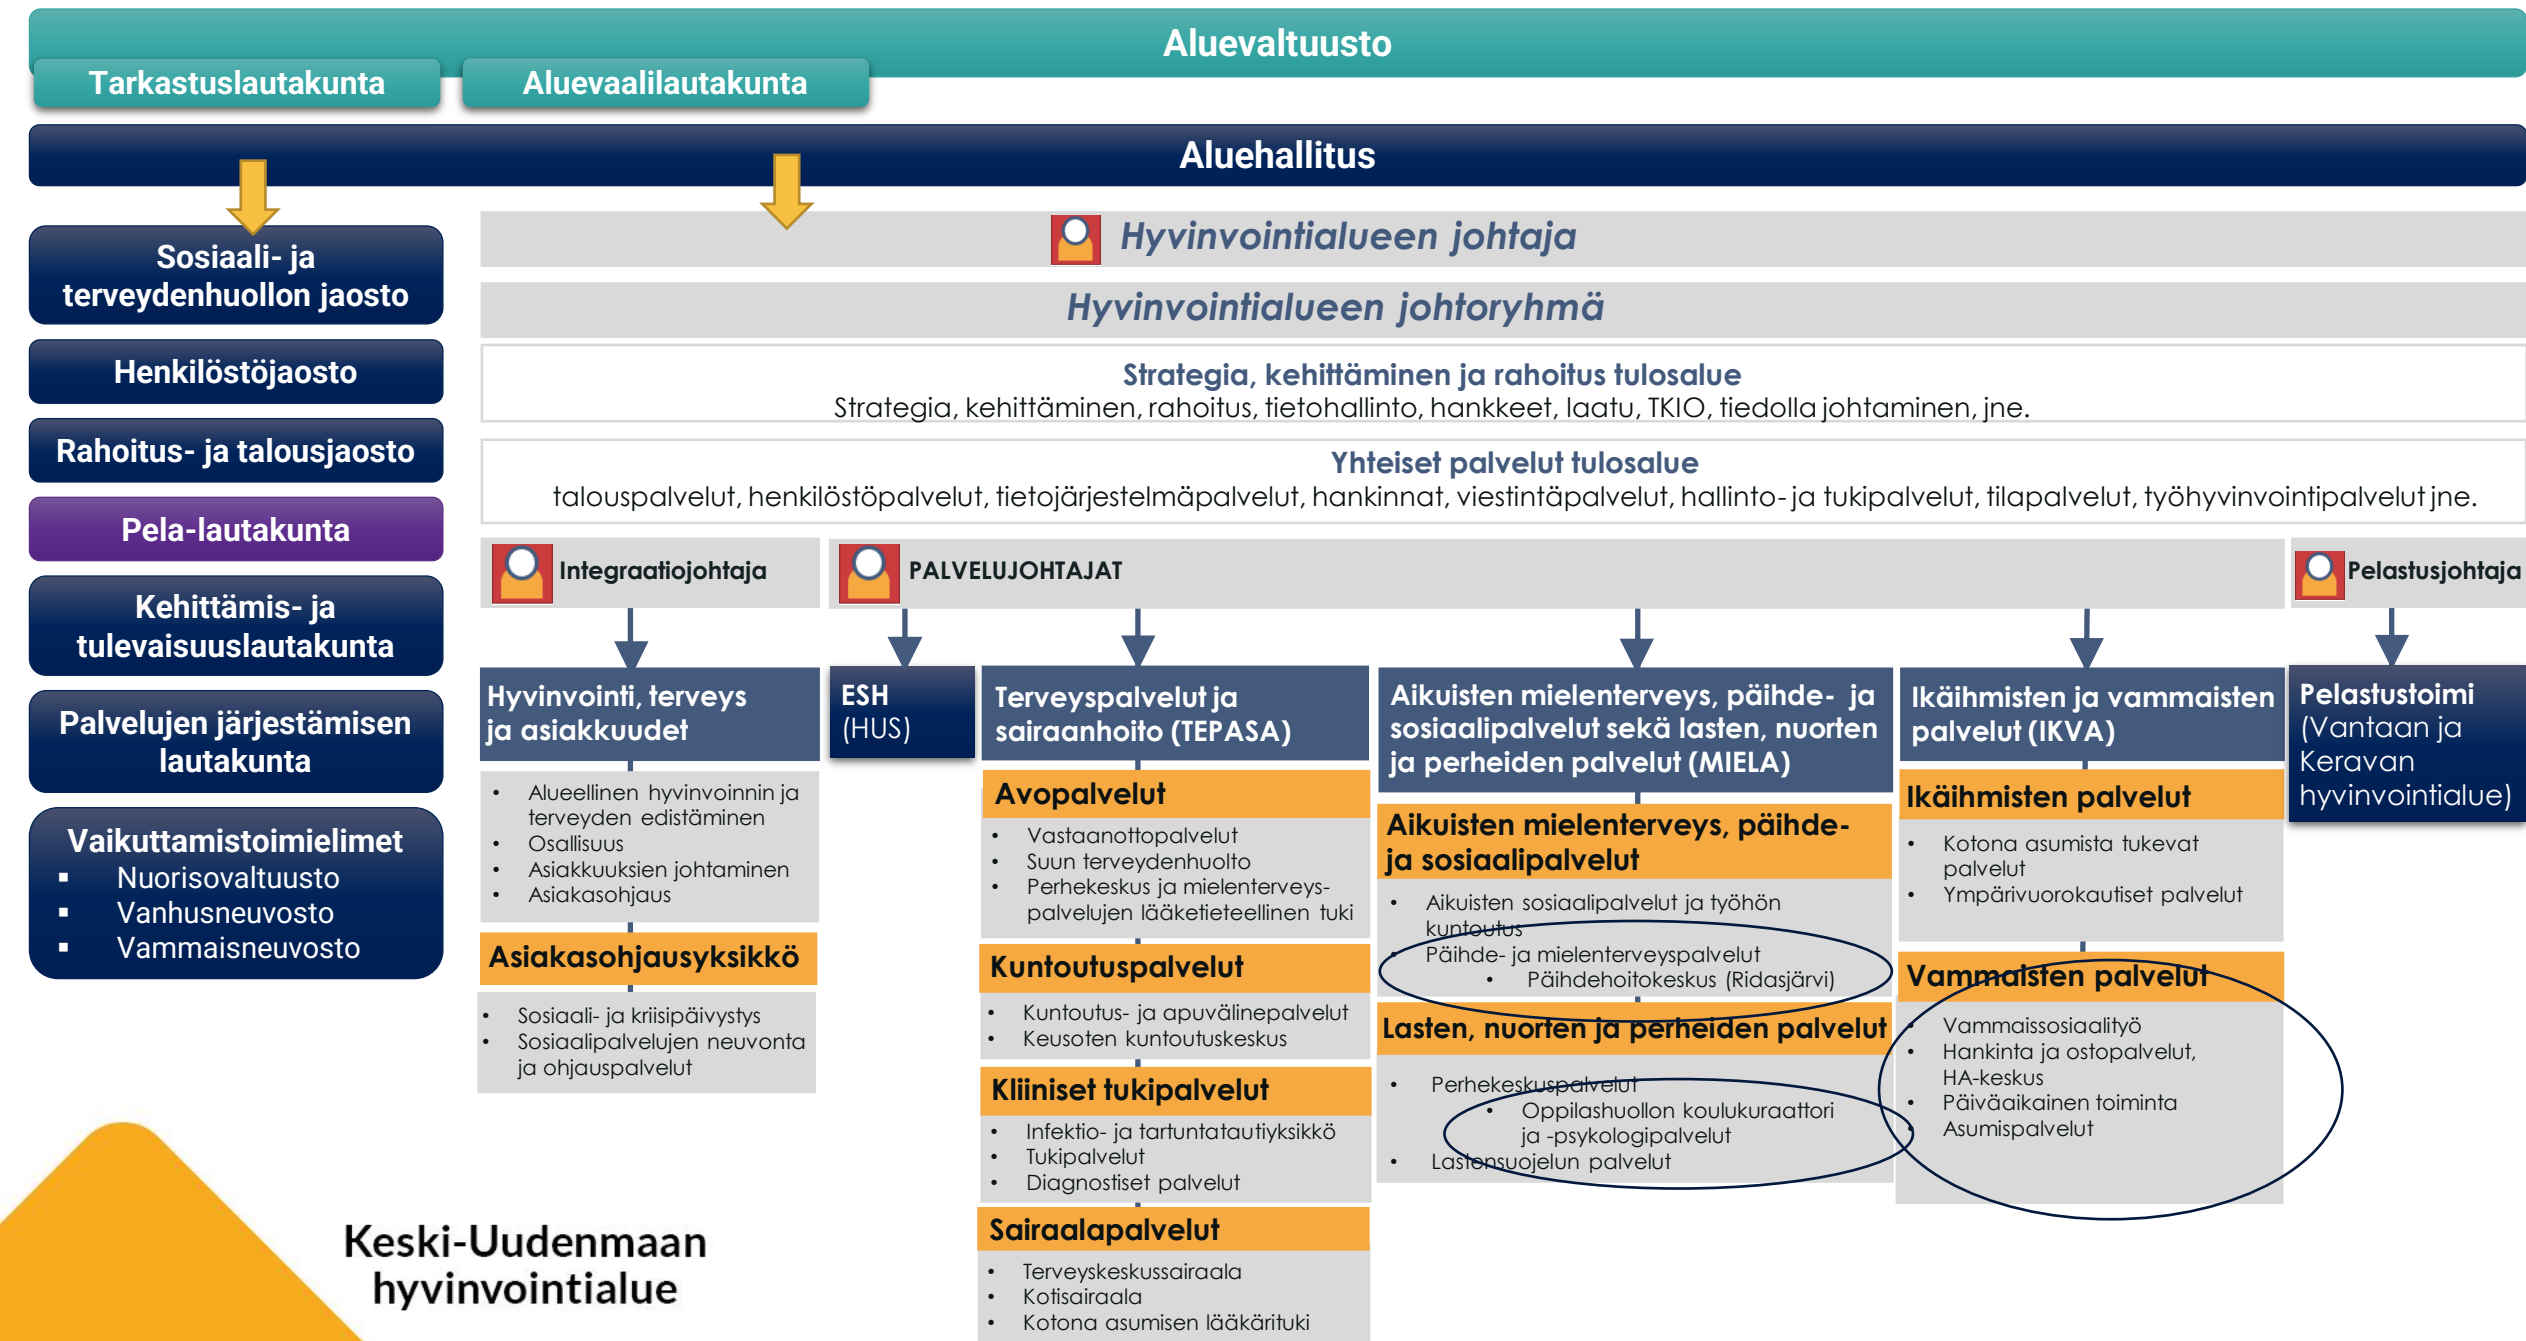 Aluevaltuusto
Tarkastuslautakunta
Aluevaalilautakunta
Aluehallitus
Sosiaali- ja
terveydenhuollon jaosto
Henkilöstöjaosto
Rahoitus- ja talousjaosto
Pela-lautakunta
Kehittämis- ja
tulevaisuuslautakunta
Palvelujen järjestämisen
lautakunta
Vaikuttamistoimielimet
▪ Nuorisovaltuusto
▪ Vanhusneuvosto
▪ Vammaisneuvosto
Hyvinvointialueen johtaja
Hyvinvointialueen johtoryhmä
Strategia, kehittäminen ja rahoitus tulosalue
Strategia, kehittäminen, rahoitus, tietohallinto, hankkeet, laatu, TKIO, tiedolla johtaminen, jne.
Yhteiset palvelut tulosalue
talouspalvelut, henkilöstöpalvelut, tietojärjestelmäpalvelut, hankinnat, viestintäpalvelut, hallinto- ja tukipalvelut, tilapalvelut, työhyvinvointipalvelut jne.
Integraatiojohtaja
PALVELUJOHTAJAT
Pelastusjohtaja
Hyvinvointi, terveys
ja asiakkuudet
• Alueellinen hyvinvoinnin ja
terveyden edistäminen
• Osallisuus
• Asiakkuuksien johtaminen
• Asiakasohjaus
Asiakasohjausyksikkö
• Sosiaali- ja kriisipäivystys
• Sosiaalipalvelujen neuvonta
ja ohjauspalvelut
ESH
(HUS)
Terveyspalvelut ja
sairaanhoito (TEPASA)
Avopalvelut
• Vastaanottopalvelut
• Suun terveydenhuolto
• Perhekeskus ja mielenterveys-
palvelujen lääketieteellinen tuki
Kuntoutuspalvelut
• Kuntoutus- ja apuvälinepalvelut
• Keusoten kuntoutuskeskus
Kliiniset tukipalvelut
• Infektio- ja tartuntatautiyksikkö
• Tukipalvelut
• Diagnostiset palvelut
Sairaalapalvelut
• Terveyskeskussairaala
• Kotisairaala
• Kotona asumisen lääkärituki
Aikuisten mielenterveys, päihde- ja
sosiaalipalvelut sekä lasten, nuorten
ja perheiden palvelut (MIELA)
Aikuisten mielenterveys, päihde-
ja sosiaalipalvelut
• Aikuisten sosiaalipalvelut ja työhön
kuntoutus
• Päihde- ja mielenterveyspalvelut
• Päihdehoitokeskus (Ridasjärvi)
Lasten, nuorten ja perheiden palvelut
• Perhekeskuspalvelut
• Oppilashuollon koulukuraattori
ja -psykologipalvelut
• Lastensuojelun palvelut
Ikäihmisten ja vammaisten
palvelut (IKVA)
Ikäihmisten palvelut
• Kotona asumista tukevat
palvelut
• Ympärivuorokautiset palvelut
Vammaisten palvelut
• Vammaissosiaalityö
• Hankinta ja ostopalvelut,
HA-keskus
• Päiväaikainen toiminta
• Asumispalvelut
Pelastustoimi
(Vantaan ja
Keravan
hyvinvointialue)
Keski-Uudenmaan
hyvinvointialue